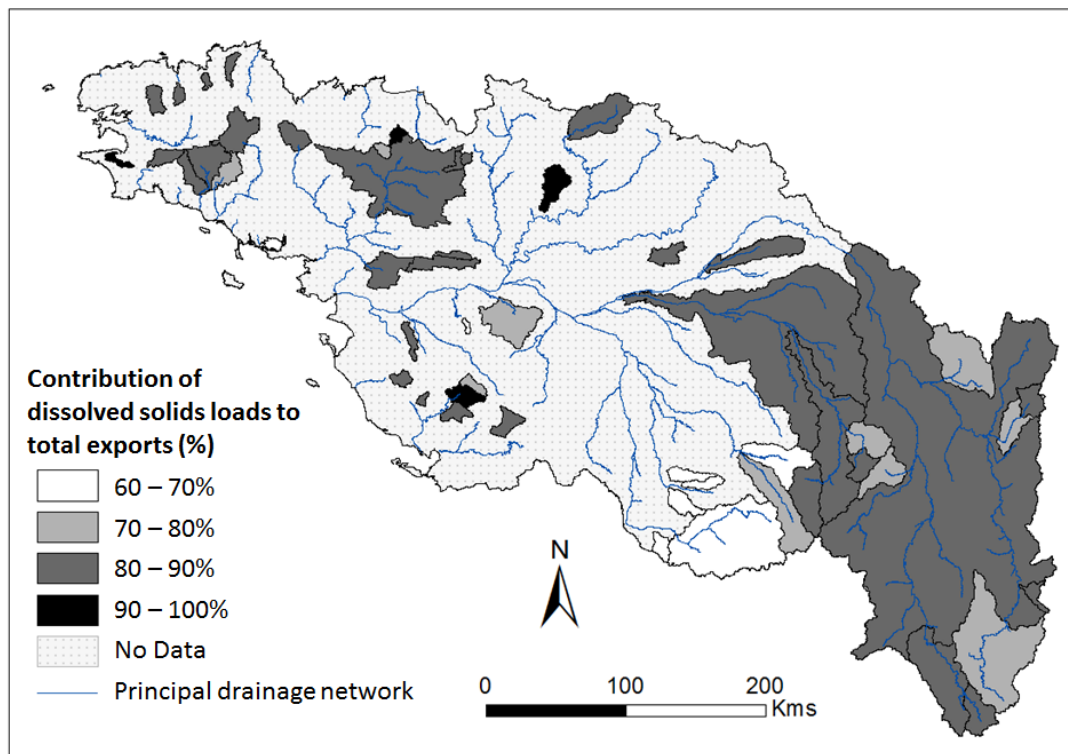 Contribution of
dissolved solids loads to
total exports (%)
60 – 70%
70 – 80%
80 – 90%
90 – 100%
No Data
Principal drainage network
N
0 100 200
Kms